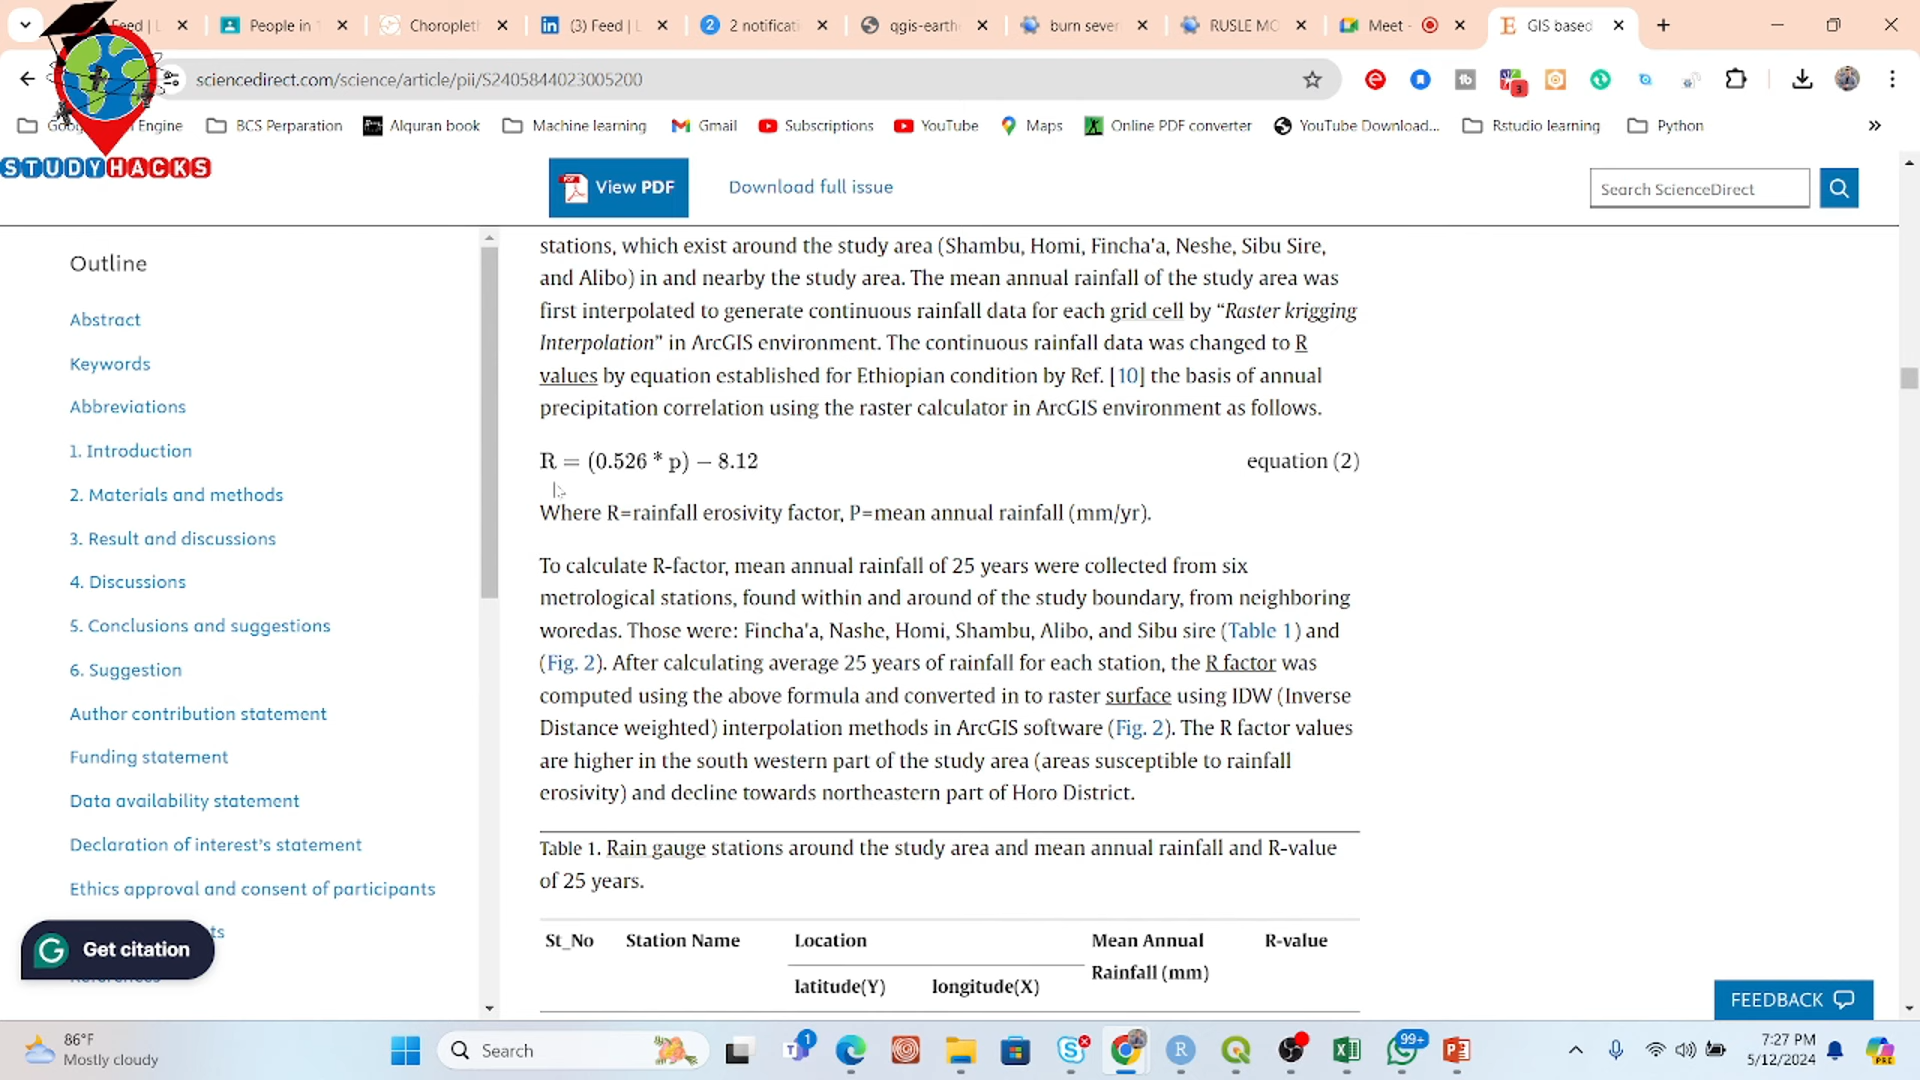 Feed | L
People in
Choropleth
(3) Feed | L
2 notificati
qgis-earth
burn sever
RUSLE MO
Meet -
GIS based
sciencedirect.com/science/article/pii/S2405844023005200
3
Engine
BCS Perparation
Alquran book
Machine learning
Gmail
Subscriptions
YouTube
Maps
Online PDF converter
YouTube Download...
Rstudio learning
Python
STUDYHACKS
View PDF
Download full issue
Search ScienceDirect
Outline
Abstract
Keywords
Abbreviations
1. Introduction
2. Materials and methods
3. Result and discussions
4. Discussions
5. Conclusions and suggestions
6. Suggestion
Author contribution statement
Funding statement
Data availability statement
Declaration of interest's statement
Ethics approval and consent of participants
ts
Get citation
stations, which exist around the study area (Shambu, Homi, Fincha'a, Neshe, Sibu Sire,
and Alibo) in and nearby the study area. The mean annual rainfall of the study area was
first interpolated to generate continuous rainfall data for each grid cell by “Raster krigging
Interpolation” in ArcGIS environment. The continuous rainfall data was changed to R
values by equation established for Ethiopian condition by Ref. [10] the basis of annual
precipitation correlation using the raster calculator in ArcGIS environment as follows.
R = (0.526 * p) − 8.12 equation (2)
Where R=rainfall erosivity factor, P=mean annual rainfall (mm/yr).
To calculate R-factor, mean annual rainfall of 25 years were collected from six
metrological stations, found within and around of the study boundary, from neighboring
woredas. Those were: Fincha'a, Nashe, Homi, Shambu, Alibo, and Sibu sire (Table 1) and
(Fig. 2). After calculating average 25 years of rainfall for each station, the R factor was
computed using the above formula and converted in to raster surface using IDW (Inverse
Distance weighted) interpolation methods in ArcGIS software (Fig. 2). The R factor values
are higher in the south western part of the study area (areas susceptible to rainfall
erosivity) and decline towards northeastern part of Horo District.
Table 1. Rain gauge stations around the study area and mean annual rainfall and R-value
of 25 years.
St_No Station Name Location Mean Annual R-value
Rainfall (mm)
latitude(Y) longitude(X)
FEEDBACK
86°F
Mostly cloudy
Search
1
99+
7:27 PM
5/12/2024